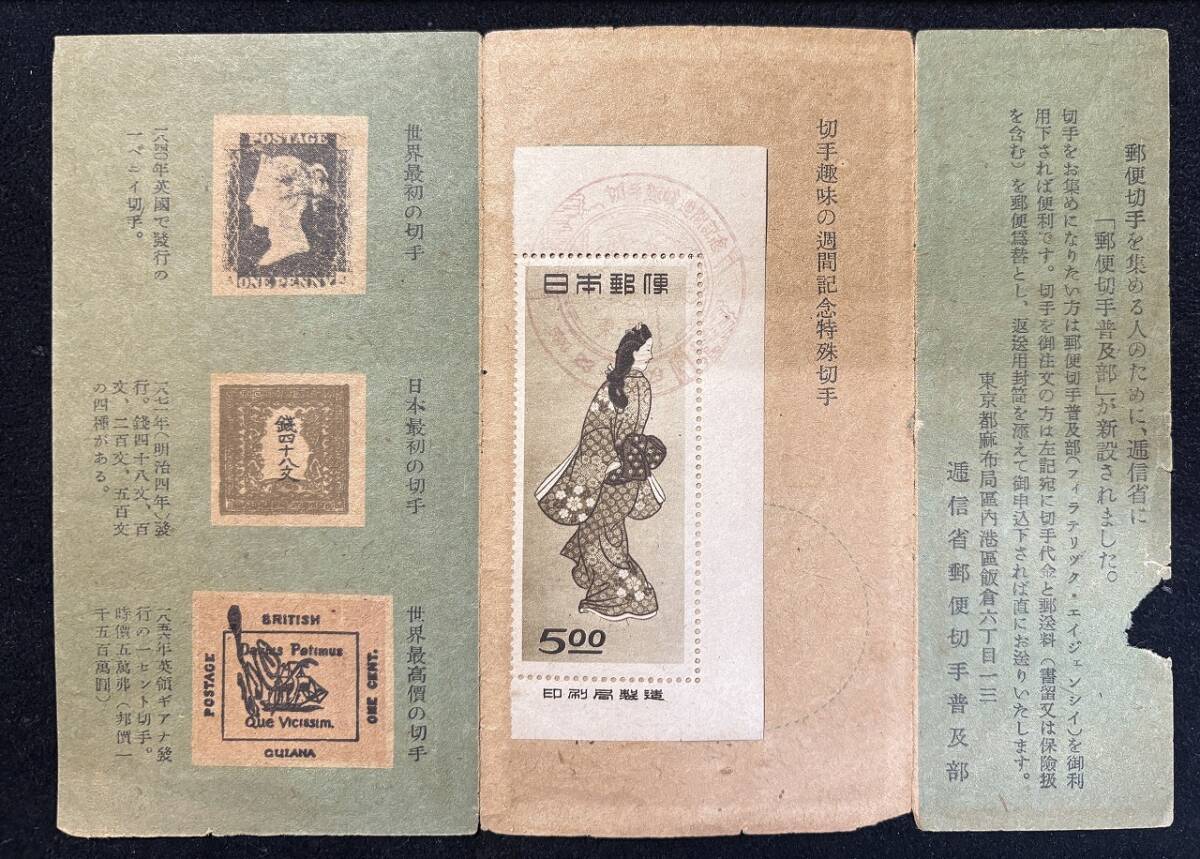 郵便切手を集める人のために、逓信省に
「郵便切手普及部」が新設されました。
切手をお集めになりたい方は郵便切手普及部(フィラテリック・エイジェンシイ)を御利
用下されば便利です。切手を御注文の方は左記宛に切手代金と郵送料(書留又は保險扱
を含む)を郵便爲替とし、返送用封筒を添えて御申込下されば直にお送りいたします。
東京都麻布局區內港區飯倉六丁目一三
逓信省郵便切手普及部
切手趣味の週間記念特殊切手
日本郵便
5.00
印刷局製造
世界最初の切手
POSTAGE
ONE PENNY
一八四〇年英國で發行の
一ペニイ切手。
日本最初の切手
錢四十八文
一八七一年(明治四年)發
行。錢四十八文、百
文、二百文、五百文
の四種がある。
世界最高價の切手
BRITISH
Damus Patimus
Que Vicissim.
POSTAGE
ONE CENT.
GUIANA
一八五六年英領ギアナ發
行の一セント切手。
時價五萬弗(邦價一
千五百萬圓)